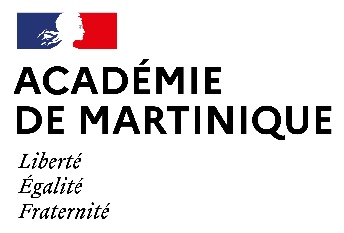 ACADÉMIE
DE MARTINIQUE
Liberté
Égalité
Fraternité